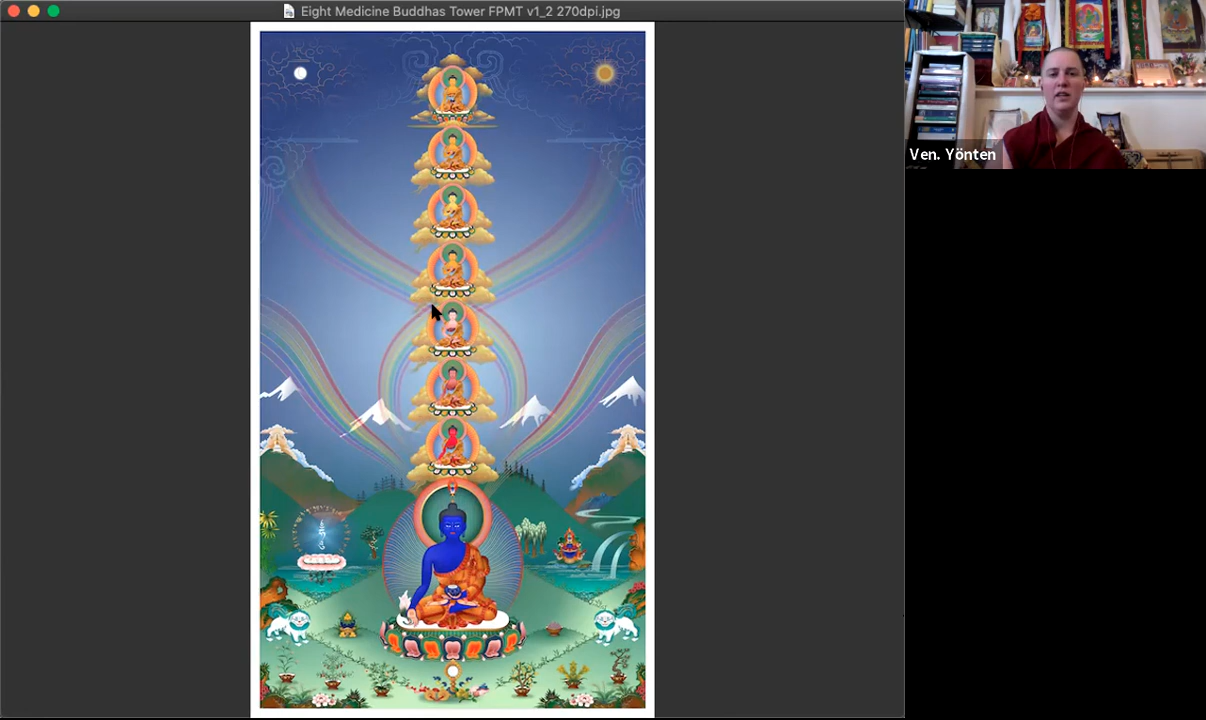 Eight Medicine Buddhas Tower FPMT v1_2 270dpi.jpg
Ven. Yönten